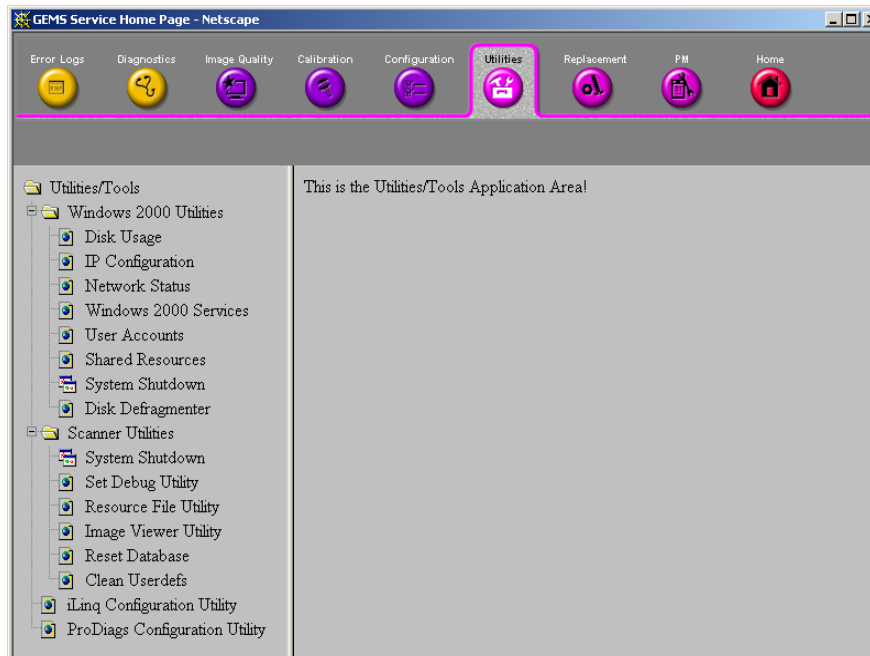 GEMS Service Home Page - Netscape
Error Logs
Diagnostics
Image Quality
Calibration
Configuration
Utilities
Replacement
PM
Home
Utilities/Tools
Windows 2000 Utilities
Disk Usage
IP Configuration
Network Status
Windows 2000 Services
User Accounts
Shared Resources
System Shutdown
Disk Defragmenter
Scanner Utilities
System Shutdown
Set Debug Utility
Resource File Utility
Image Viewer Utility
Reset Database
Clean Userdefs
iLinq Configuration Utility
ProDiags Configuration Utility
This is the Utilities/Tools Application Area!